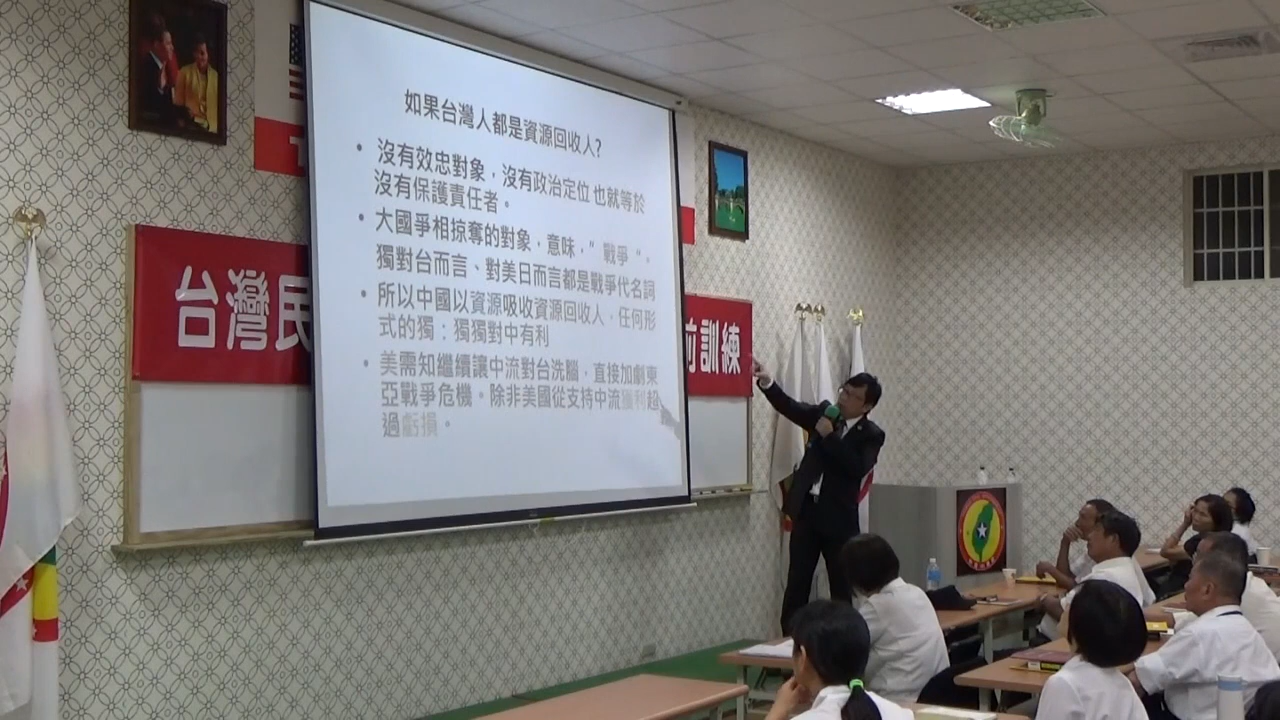 如果台灣人都是資源回收人?
• 沒有效忠對象，沒有政治定位 也就等於
沒有保護責任者。
• 大國爭相掠奪的對象，意味，“ 戰爭 “。
獨對台而言、對美日而言都是戰爭代名詞
• 所以中國以資源吸收資源回收人，任何形
式的獨：獨獨對中有利
• 美需知繼續讓中流對台洗腦，直接加劇東
亞戰爭危機。除非美國從支持中流獲利超
過虧損。
台灣民
前訓練